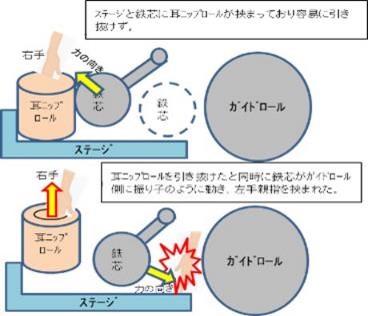 ステージと鉄芯に耳ニップロールが挟まっており容易に引き
抜けず。
右手
力の向き
鉄
芯
鉄
芯
耳ニップ
ロール
ガイドロール
ステージ
耳ニップロールを引き抜けたと同時に鉄芯がガイドロール
側に振り子のように動き、左手親指を挟まれた。
右手
耳ニップ
ロール
鉄
芯
ガイドロール
力の向き
ステージ